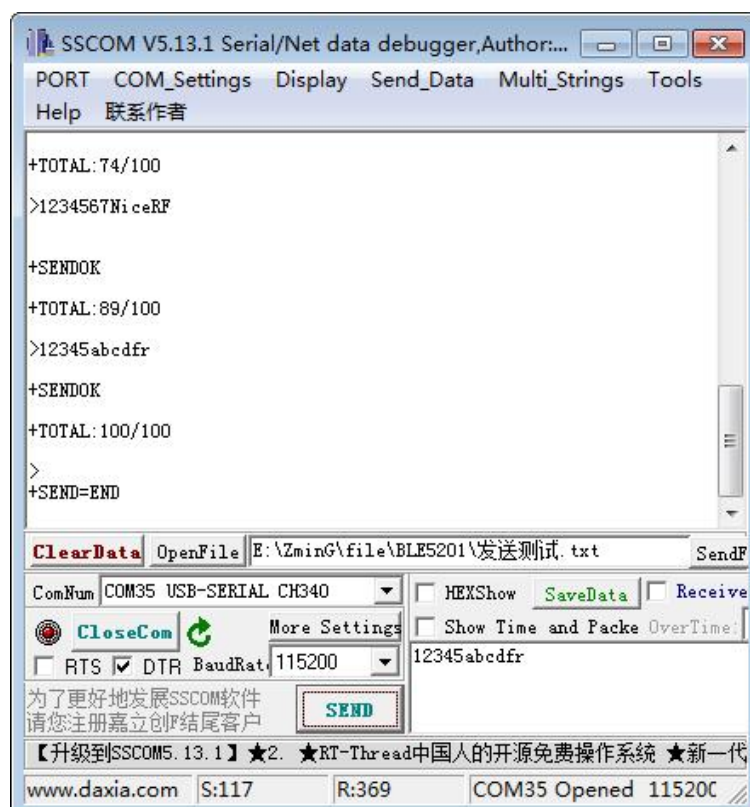 SSCOM V5.13.1 Serial/Net data debugger,Author:...
PORT COM_Settings Display Send_Data Multi_Strings Tools
Help 联系作者
+TOTAL:74/100
>1234567NiceRF
+SENDOK
+TOTAL:89/100
>12345abcdfr
+SENDOK
+TOTAL:100/100
>
+SEND=END
ClearData OpenFile E:\ZminG\file\BLE5201\发送测试.txt SendF
ComNum COM35 USB-SERIAL CH340 HEXShow SaveData Receive
CloseCom More Settings Show Time and Packe OverTime:
RTS DTR BaudRat 115200 12345abcdfr
为了更好地发展SSCOM软件
请您注册嘉立创F结尾客户 SEND
【升级到SSCOM5.13.1】★2. ★RT-Thread中国人的开源免费操作系统 ★新一代
www.daxia.com S:117 R:369 COM35 Opened 11520